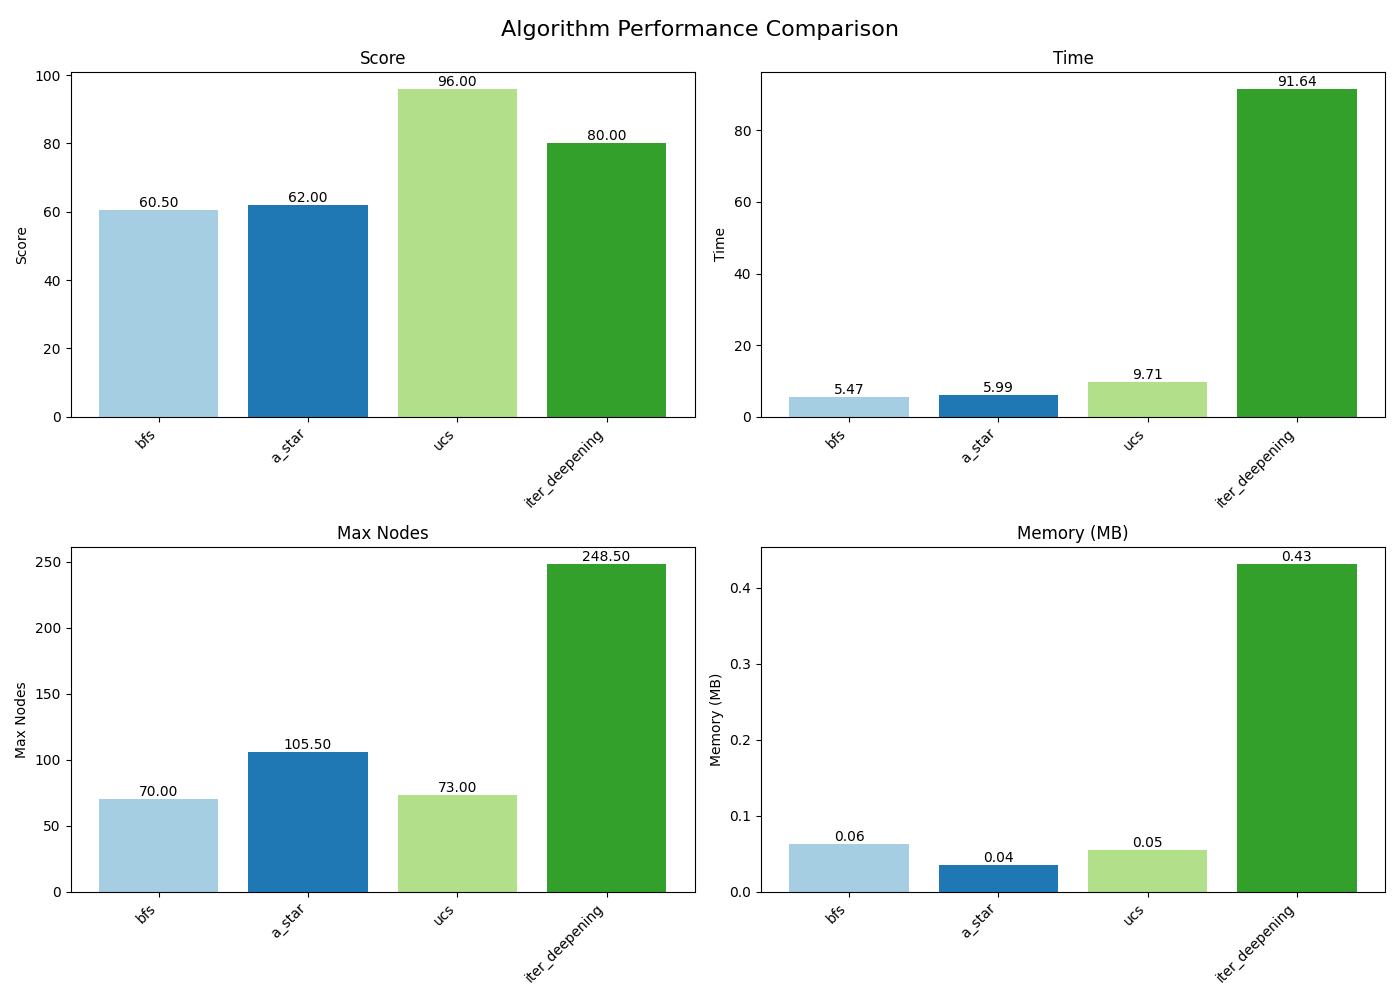 Algorithm Performance Comparison
Score
Score
100
80
60
40
20
0
60.50
62.00
96.00
80.00
bfs
a_star
ucs
iter_deepening
Time
Time
80
60
40
20
0
5.47
5.99
9.71
91.64
bfs
a_star
ucs
iter_deepening
Max Nodes
Max Nodes
250
200
150
100
50
0
70.00
105.50
73.00
248.50
bfs
a_star
ucs
iter_deepening
Memory (MB)
Memory (MB)
0.4
0.3
0.2
0.1
0.0
0.06
0.04
0.05
0.43
bfs
a_star
ucs
iter_deepening